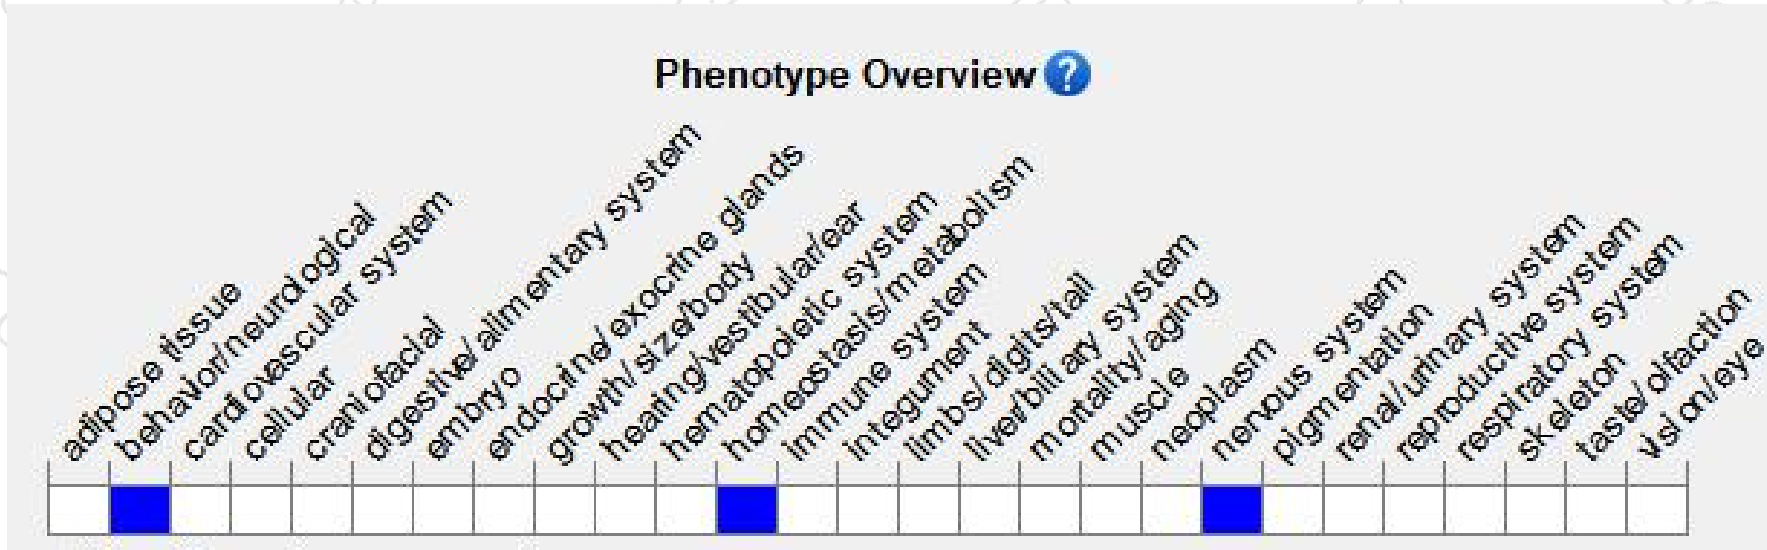 Phenotype Overview ?
adipose tissue
behavior/neurological
cardiovascular system
cellular
craniofacial
digestive/alimentary system
embryo
endocrine/exocrine glands
growth/size/body
hearing/vestibular/ear
hematopoietic system
homeostasis/metabolism
immune system
integument
limbs/digits/tail
liver/biliary system
mortality/aging
muscle
neoplasm
nervous system
pigmentation
renal/urinary system
reproductive system
respiratory system
skeleton
taste/olfaction
vision/eye